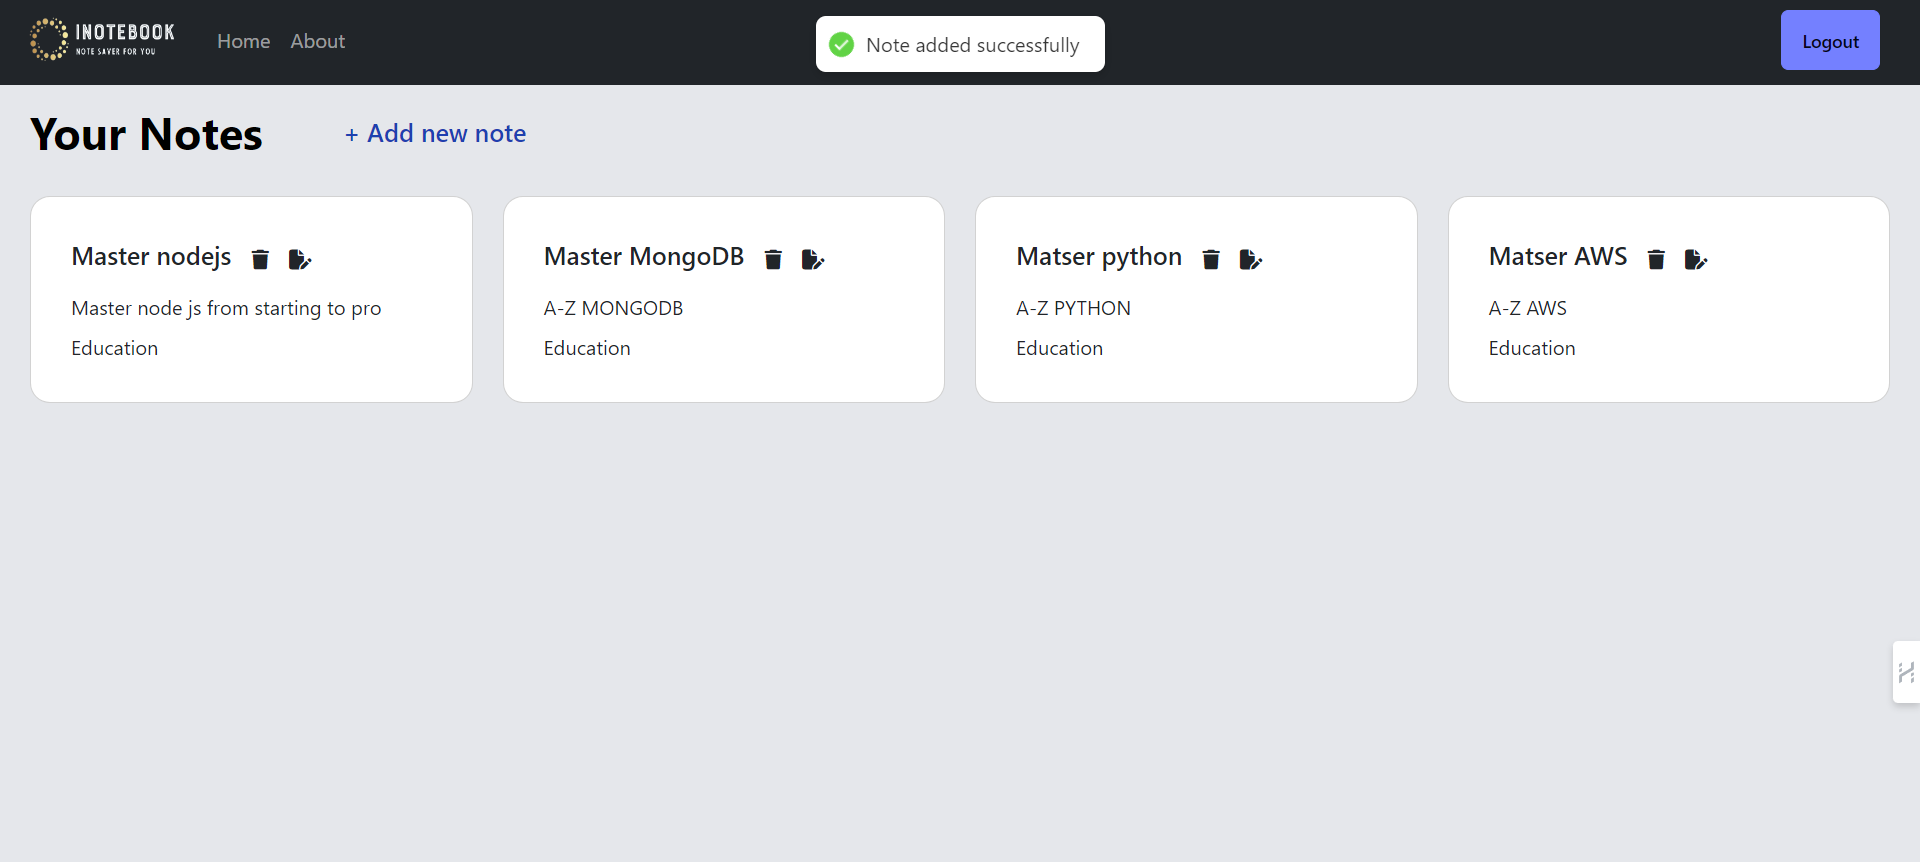 INOTEBOOK
NOTE SAVER FOR YOU
Home About
Note added successfully
Logout
Your Notes
+ Add new note
Master nodejs
Master node js from starting to pro
Education
Master MongoDB
A-Z MONGODB
Education
Matser python
A-Z PYTHON
Education
Matser AWS
A-Z AWS
Education